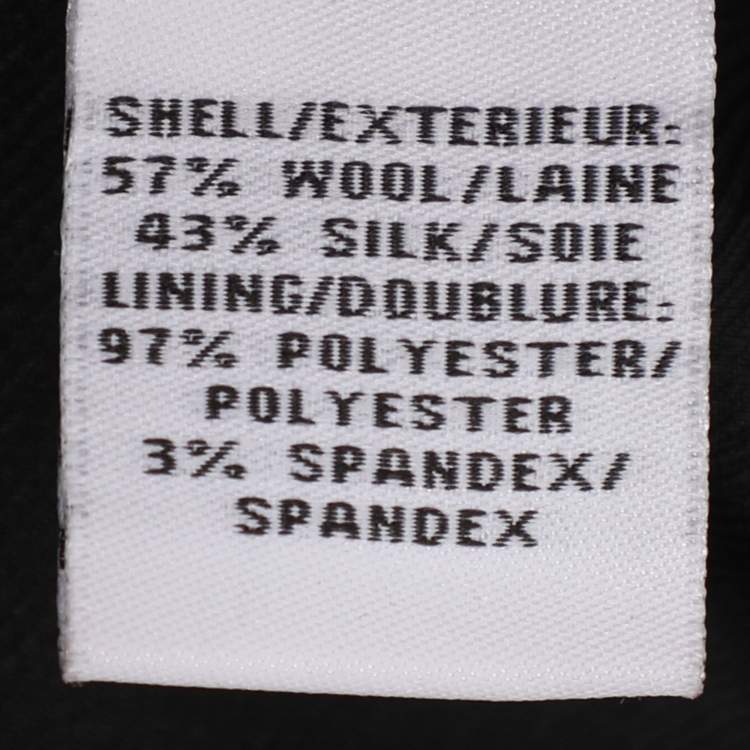 SHELL/EXTERIEUR:
57% WOOL/LAINE
43% SILK/SOIE
LINING/DOUBLURE:
97% POLYESTER/
POLYESTER
3% SPANDEX/
SPANDEX